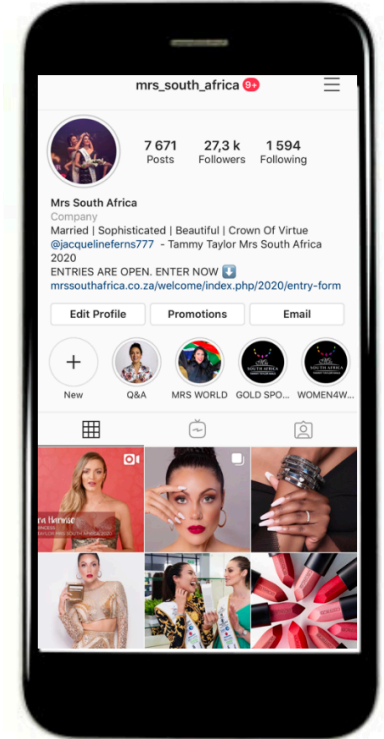 mrs_south_africa 9+
7 671 27,3 k 1 594
Posts Followers Following
Mrs South Africa
Company
Married | Sophisticated | Beautiful | Crown Of Virtue
@jacquelineferns777 - Tammy Taylor Mrs South Africa
2020
ENTRIES ARE OPEN. ENTER NOW ⬇️
mrssouthafrica.co.za/welcome/index.php/2020/entry-form
Edit Profile Promotions Email
New Q&A MRS WORLD GOLD SPO... WOMEN4W...